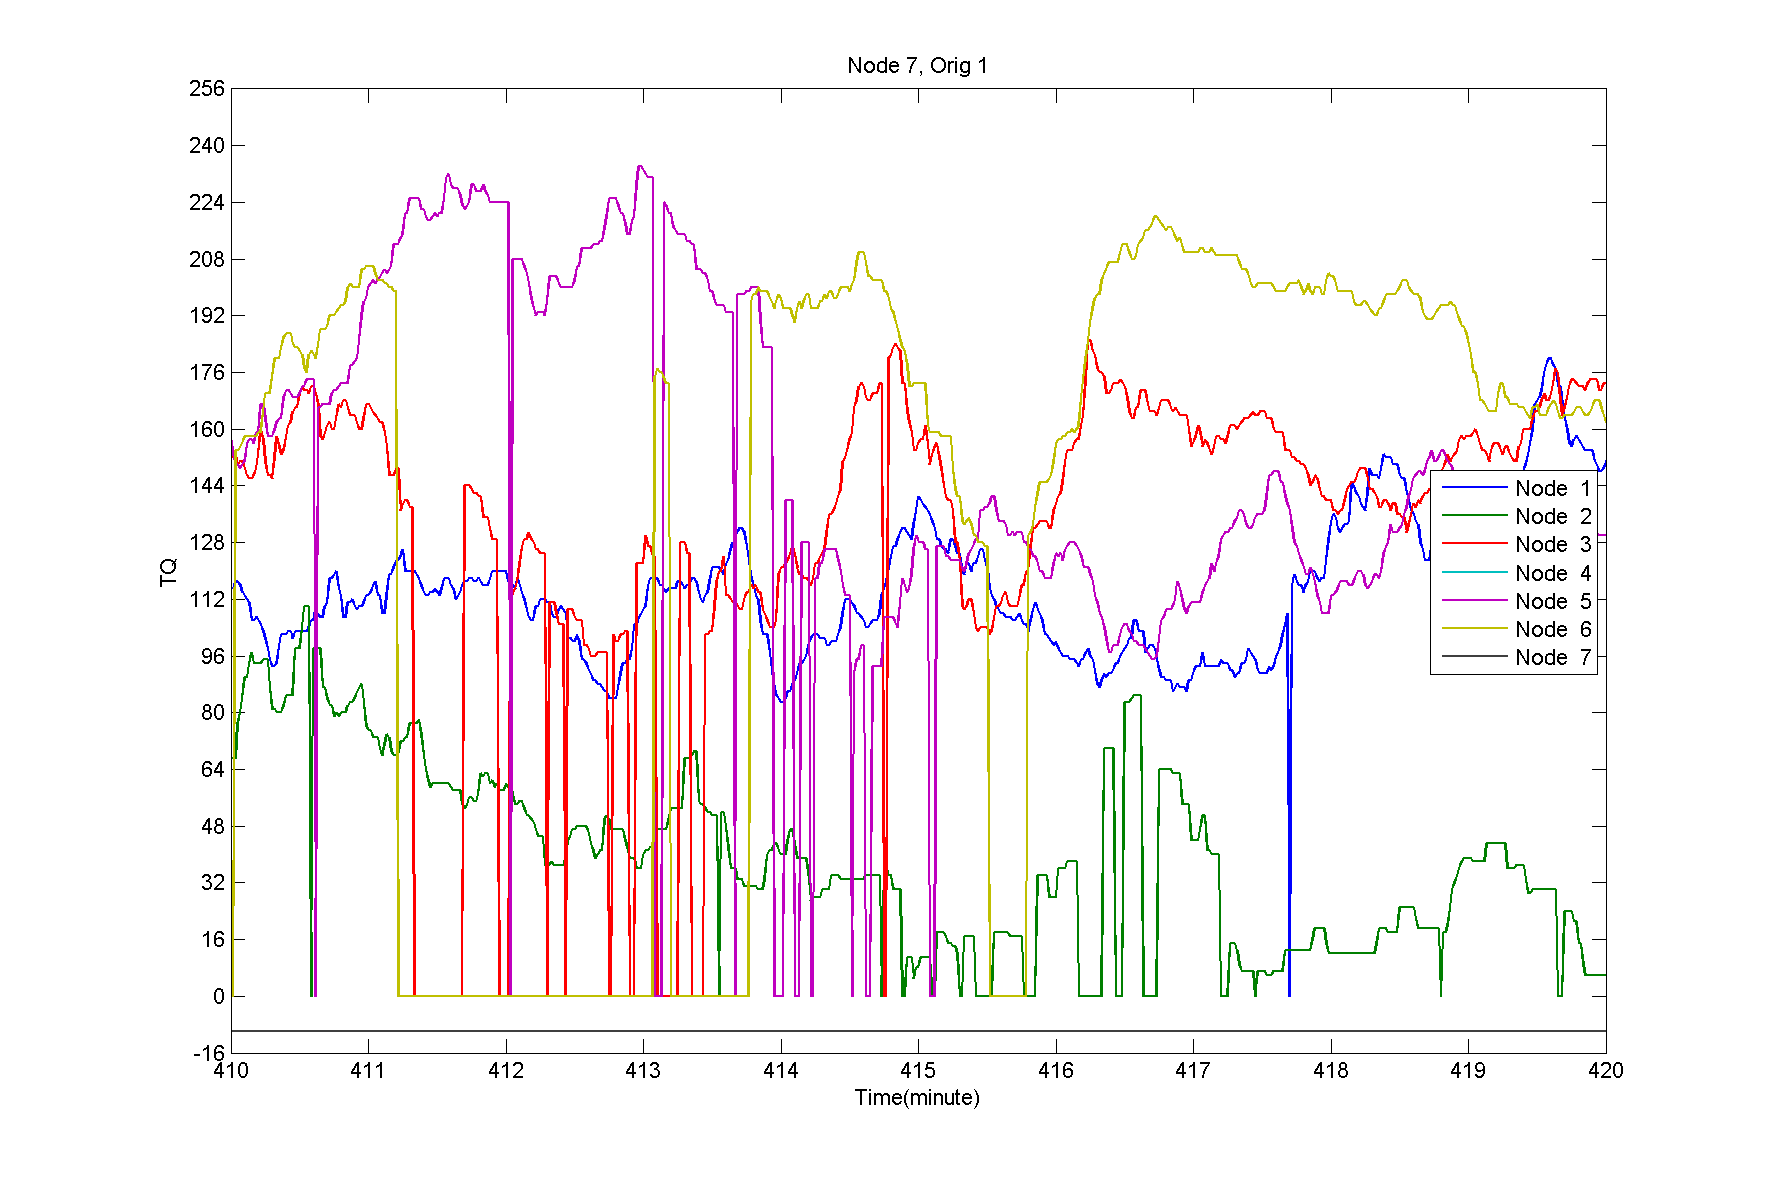 Node 7, Orig 1
256
240
224
208
192
176
160
144
128
112
96
80
64
48
32
16
0
-16
TQ
Node 1
Node 2
Node 3
Node 4
Node 5
Node 6
Node 7
410 411 412 413 414 415 416 417 418 419 420
Time(minute)